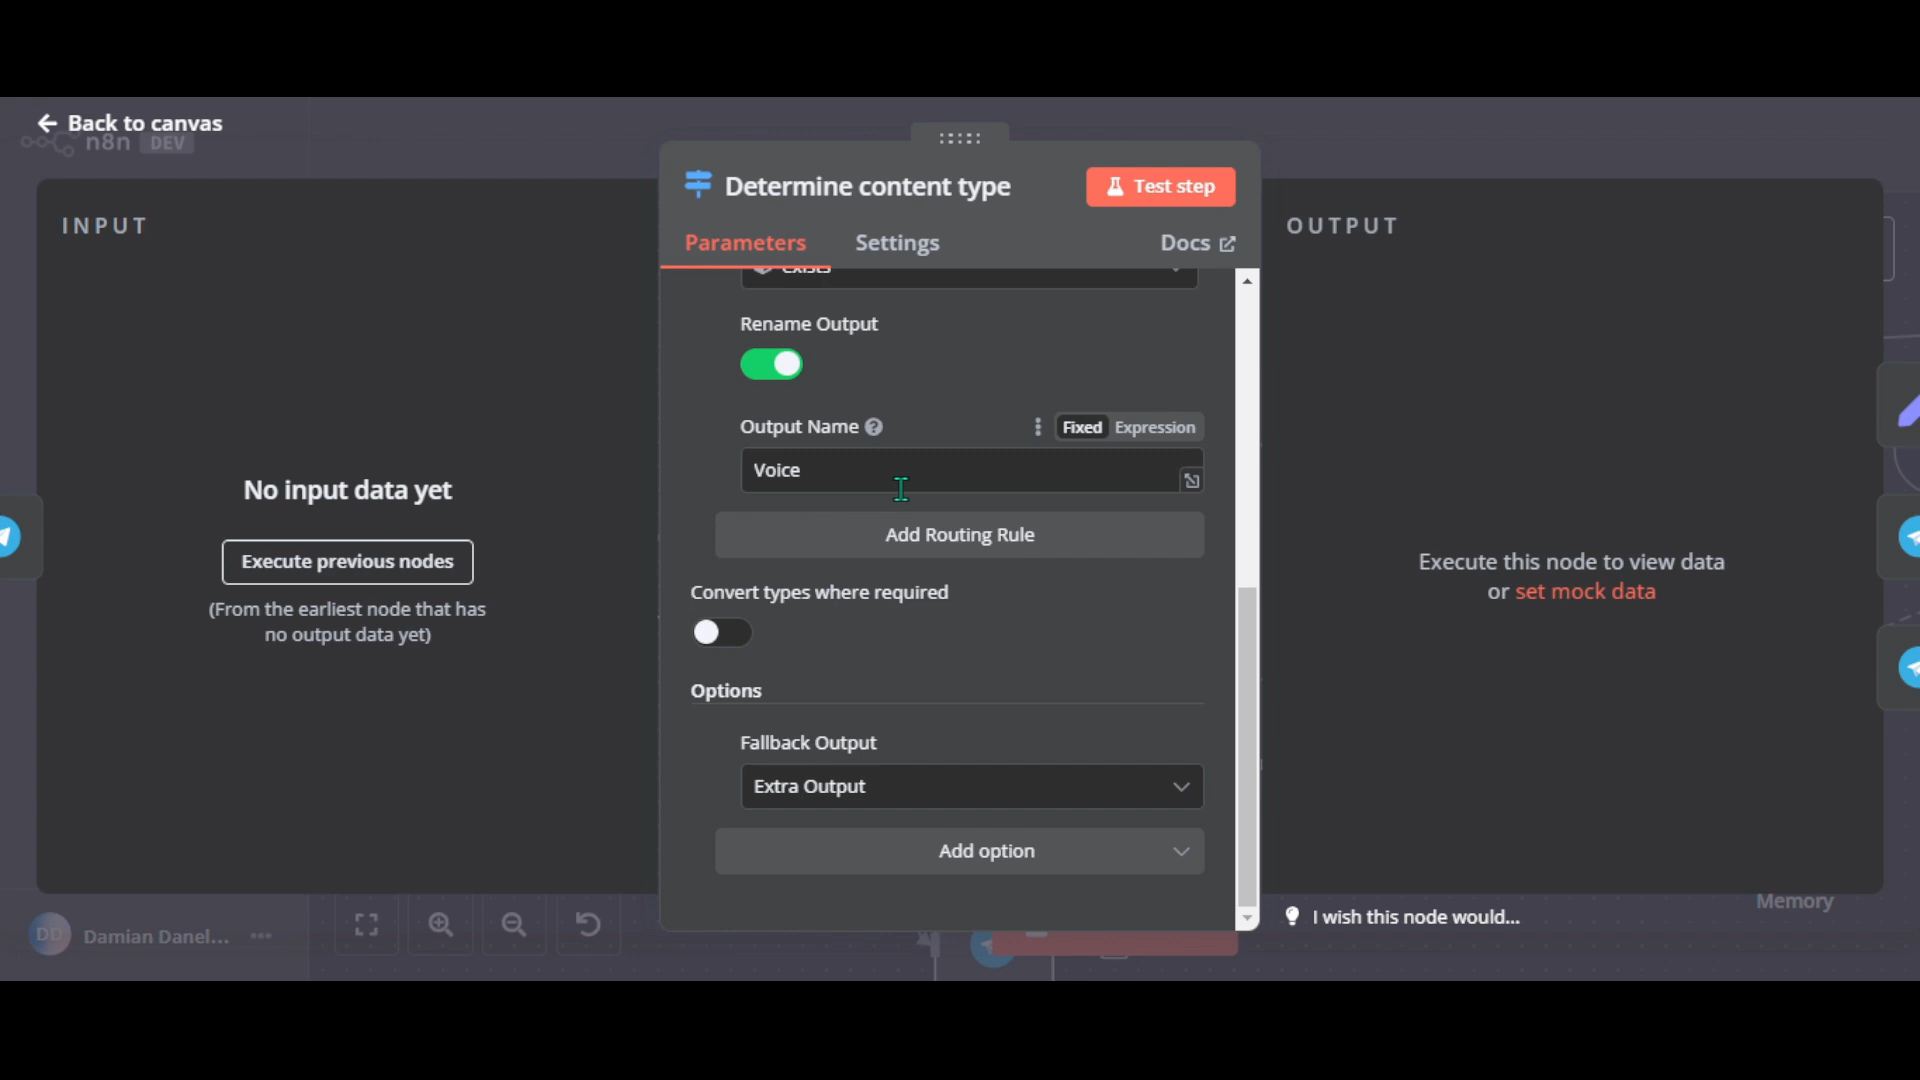 Back to canvas
n8n DEV
INPUT
No input data yet
Execute previous nodes
(From the earliest node that has
no output data yet)
Determine content type
Test step
Parameters
Settings
Docs
Exists
Rename Output
Output Name
Fixed
Expression
Voice
Add Routing Rule
Convert types where required
Options
Fallback Output
Extra Output
Add option
OUTPUT
Execute this node to view data
or set mock data
I wish this node would...
Memory
DD
Damian Danel...